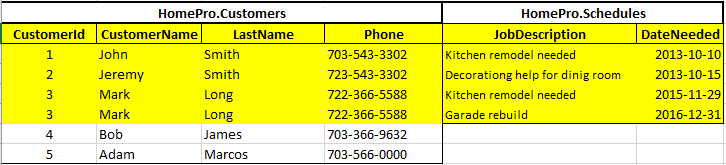 HomePro.Customers HomePro.Schedules
CustomerId CustomerName LastName Phone JobDescription DateNeeded
1 John Smith 703-543-3302 Kitchen remodel needed 2013-10-10
2 Jeremy Smith 723-543-3302 Decorationg help for dinig room 2013-10-15
3 Mark Long 722-366-5588 Kitchen remodel needed 2015-11-29
3 Mark Long 722-366-5588 Garade rebuild 2016-12-31
4 Bob James 703-366-9632
5 Adam Marcos 703-566-0000